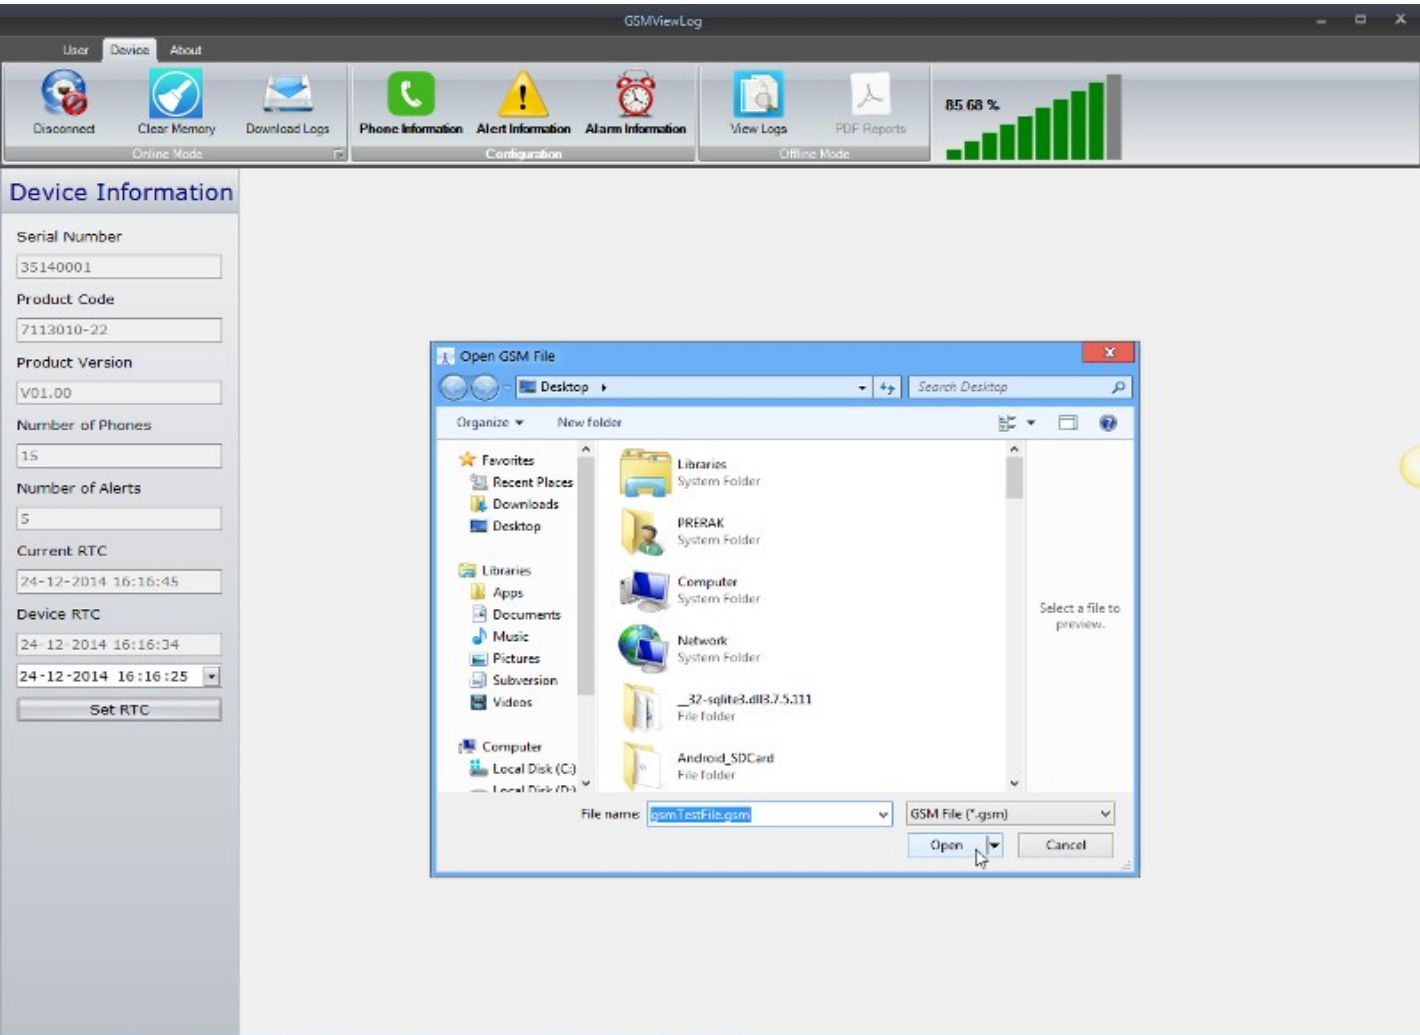 GSMViewLog
User Device About
Disconnect Clear Memory Download Logs Phone Information Alert Information Alarm Information View Logs PDF Reports 85.68 %
Online Mode Configuration Offline Mode
Device Information
Serial Number
35140001
Product Code
7113010-22
Product Version
V01.00
Number of Phones
15
Number of Alerts
5
Current RTC
24-12-2014 16:16:45
Device RTC
24-12-2014 16:16:34
24-12-2014 16:16:25
Set RTC
Open GSM File
Desktop
Search Desktop
Organize New folder
Favorites
Recent Places
Downloads
Desktop
Libraries
Apps
Documents
Music
Pictures
Subversion
Videos
Computer
Local Disk (C:)
Local Disk (D:)
Libraries
System Folder
PRERAK
System Folder
Computer
System Folder
Network
System Folder
__32-sqlite3.dll3.7.5.111
File folder
Android_SDCard
File folder
Select a file to
preview.
File name: gsmTestFile.gsm GSM File (*.gsm)
Open Cancel